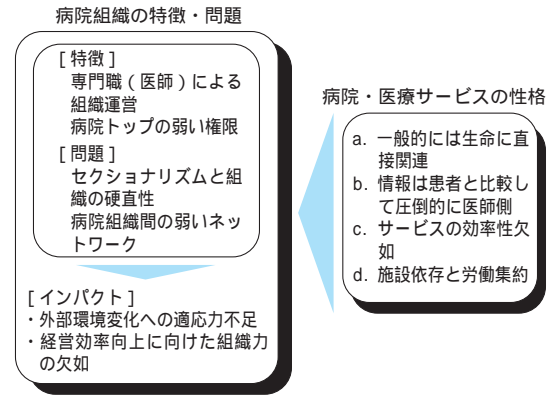 病院組織の特徴・問題
[特徴]
専門職(医師)による
組織運営
病院トップの弱い権限
[問題]
セクショナリズムと組
織の硬直性
病院組織間の弱いネッ
トワーク
[インパクト]
・外部環境変化への適応力不足
・経営効率向上に向けた組織力
の欠如
病院・医療サービスの性格
a. 一般的には生命に直
接関連
b. 情報は患者と比較し
て圧倒的に医師側
c. サービスの効率性欠
如
d. 施設依存と労働集約